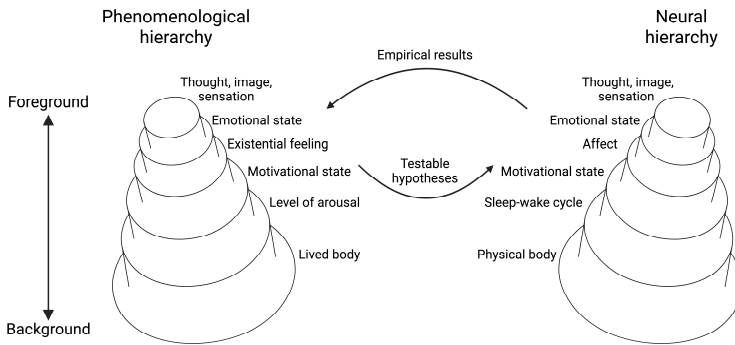 Phenomenological
hierarchy
Neural
hierarchy
Empirical results
Foreground
Background
Thought, image,
sensation
Emotional state
Existential feeling
Motivational state
Level of arousal
Lived body
Testable
hypotheses
Thought, image,
sensation
Emotional state
Affect
Motivational state
Sleep-wake cycle
Physical body